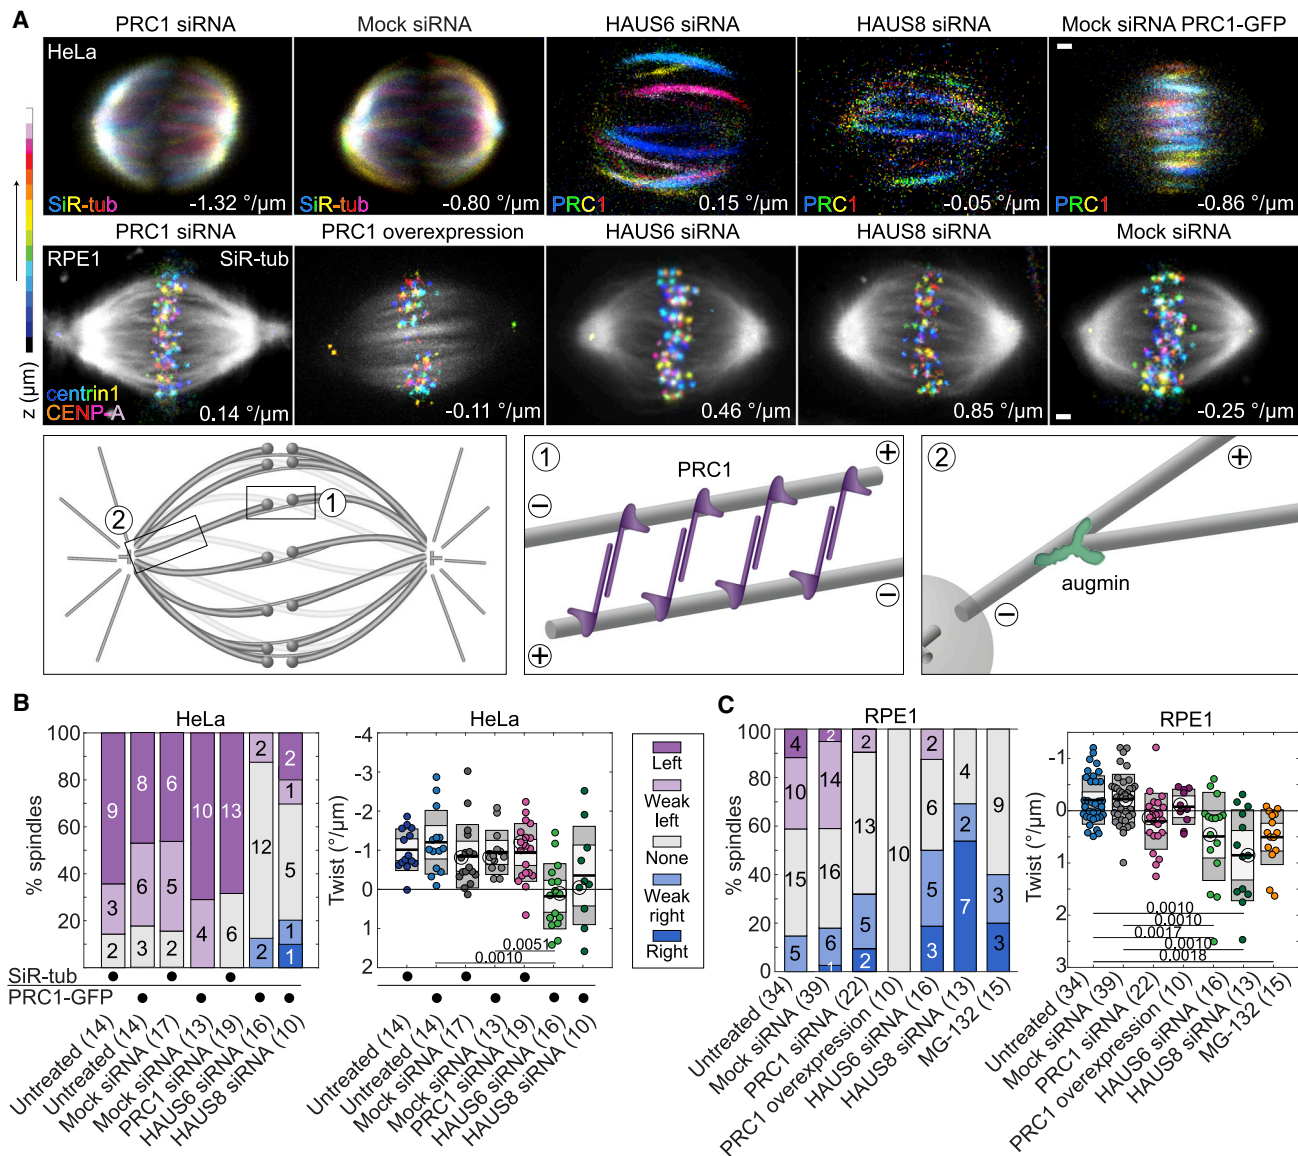 A
PRC1 siRNA
Mock siRNA
HAUS6 siRNA
HAUS8 siRNA
Mock siRNA PRC1-GFP
HeLa
SiR-tub
-1.32 °/µm
SiR-tub
-0.80 °/µm
PRC1
0.15 °/µm
PRC1
-0.05 °/µm
PRC1
-0.86 °/µm
z (µm)
PRC1 siRNA
PRC1 overexpression
HAUS6 siRNA
HAUS8 siRNA
Mock siRNA
RPE1
SiR-tub
centrin1
CENP-A
0.14 °/µm
-0.11 °/µm
0.46 °/µm
0.85 °/µm
-0.25 °/µm
2
1
1
PRC1
+
−
−
+
2
+
augmin
−
B
HeLa
% spindles
100
80
60
40
20
9
3
2
8
6
3
6
5
2
10
4
13
6
2
12
2
2
1
5
1
1
SiR-tub
PRC1-GFP
Untreated (14)
Untreated (14)
Mock siRNA (17)
Mock siRNA (13)
PRC1 siRNA (19)
HAUS6 siRNA (16)
HAUS8 siRNA (10)
HeLa
Twist (°/µm)
-4
-3
-2
-1
0
1
2
0.0051
0.0010
Untreated (14)
Untreated (14)
Mock siRNA (17)
Mock siRNA (13)
PRC1 siRNA (19)
HAUS6 siRNA (16)
HAUS8 siRNA (10)
Left
Weak
left
None
Weak
right
Right
C
RPE1
% spindles
100
80
60
40
20
0
4
10
15
5
2
14
16
6
1
2
13
5
2
10
2
6
5
3
4
2
7
9
3
3
Untreated (34)
Mock siRNA (39)
PRC1 siRNA (22)
PRC1 overexpression (10)
HAUS6 siRNA (16)
HAUS8 siRNA (13)
MG-132 (15)
RPE1
Twist (°/µm)
-1
0
1
2
3
0.0010
0.0010
0.0017
0.0010
0.0018
Untreated (34)
Mock siRNA (39)
PRC1 siRNA (22)
PRC1 overexpression (10)
HAUS6 siRNA (16)
HAUS8 siRNA (13)
MG-132 (15)